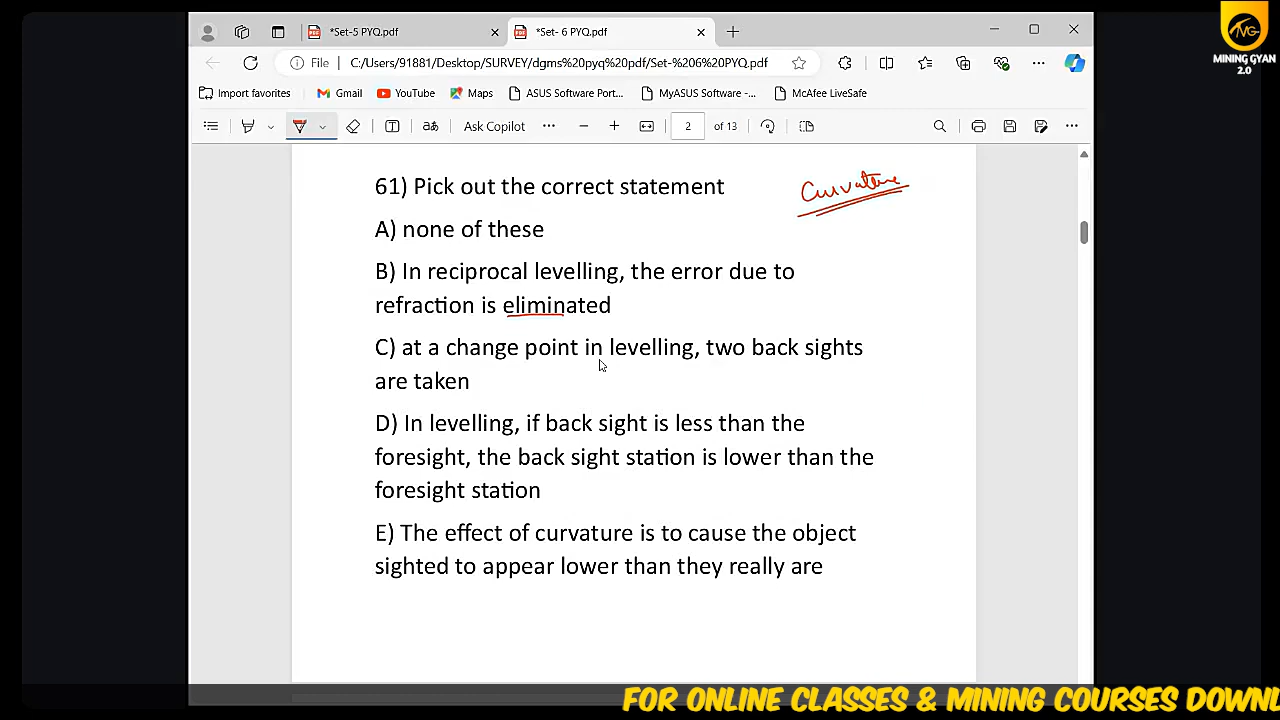 *Set-5 PYQ.pdf
*Set- 6 PYQ.pdf
File
C:/Users/91881/Desktop/SURVEY/dgms%20pyq%20pdf/Set-%206%20PYQ.pdf
Import favorites
Gmail
YouTube
Maps
ASUS Software Port...
MyASUS Software -...
McAfee LiveSafe
Ask Copilot
2
of 13
MINING GYAN
2.0
61) Pick out the correct statement
Curvature
A) none of these
B) In reciprocal levelling, the error due to
refraction is eliminated
C) at a change point in levelling, two back sights
are taken
D) In levelling, if back sight is less than the
foresight, the back sight station is lower than the
foresight station
E) The effect of curvature is to cause the object
sighted to appear lower than they really are
FOR ONLINE CLASSES & MINING COURSES DOWNL